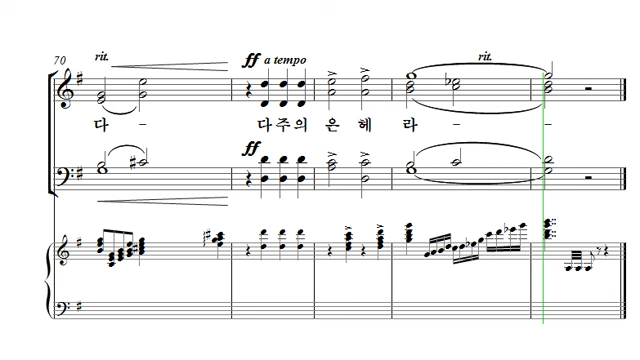 70 rit. ff a tempo rit.
다 - 다 주 의 은 혜 라 - -
ff